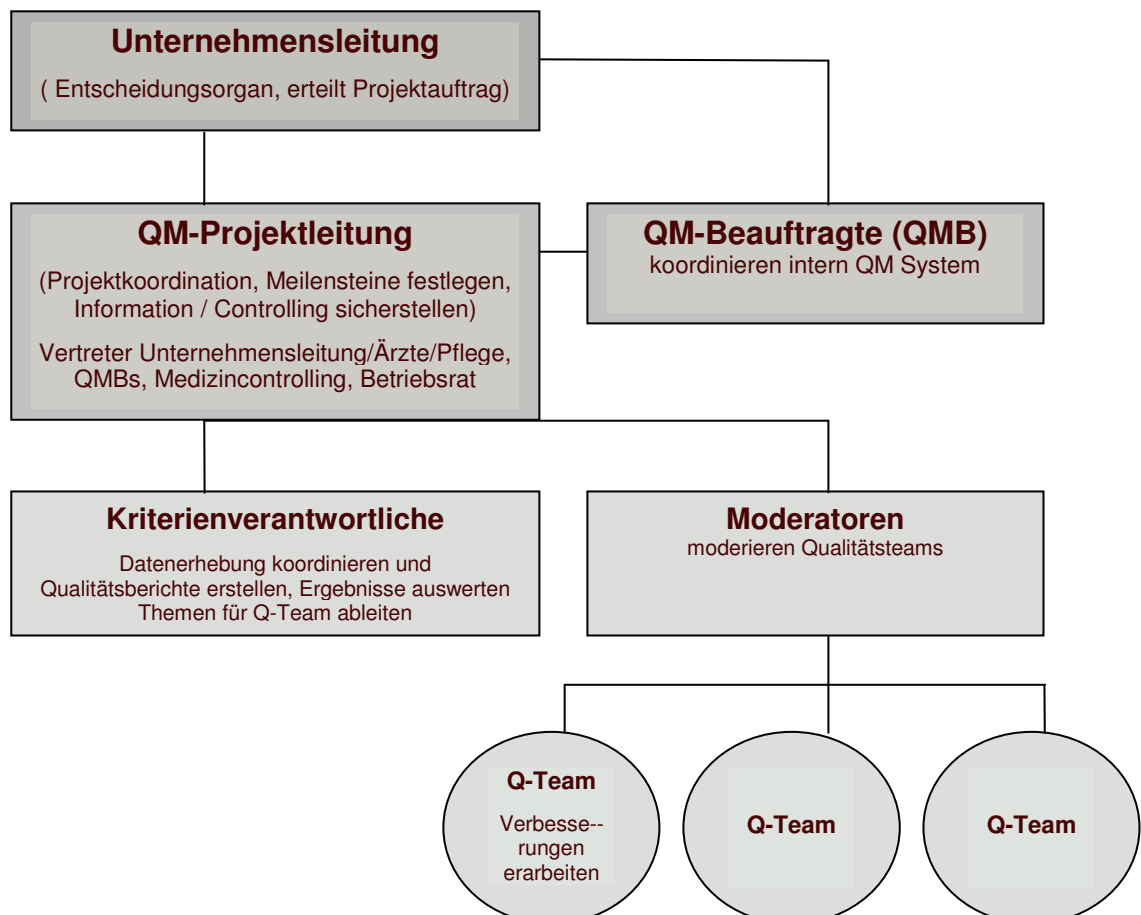 Unternehmensleitung
( Entscheidungsorgan, erteilt Projektauftrag)
QM-Projektleitung
(Projektkoordination, Meilensteine festlegen,
Information / Controlling sicherstellen)
Vertreter Unternehmensleitung/Ärzte/Pflege,
QMBs, Medizincontrolling, Betriebsrat
QM-Beauftragte (QMB)
koordinieren intern QM System
Kriterienverantwortliche
Datenerhebung koordinieren und
Qualitätsberichte erstellen, Ergebnisse auswerten
Themen für Q-Team ableiten
Moderatoren
moderieren Qualitätsteams
Q-Team
Verbesse--
rungen
erarbeiten
Q-Team
Q-Team